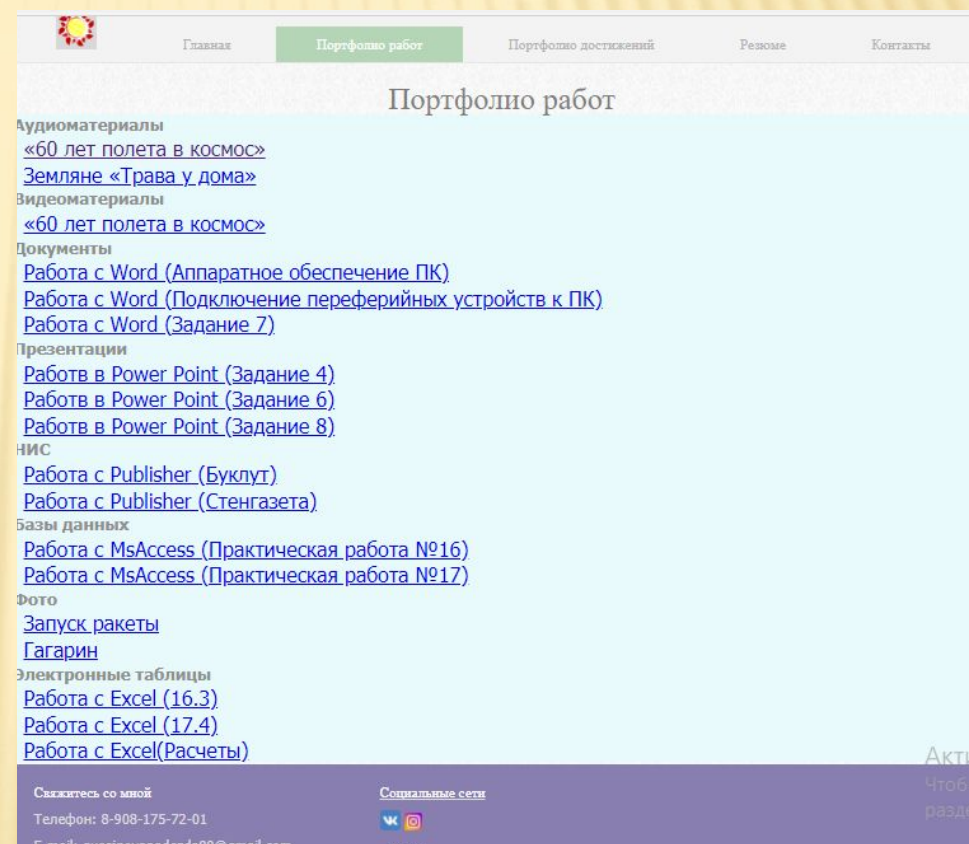 Главная Портфолио работ Портфолио достижений Резюме Контакты
Портфолио работ
Аудиоматериалы
«60 лет полета в космос»
Земляне «Трава у дома»
Видеоматериалы
«60 лет полета в космос»
Документы
Работа с Word (Аппаратное обеспечение ПК)
Работа с Word (Подключение переферийных устройств к ПК)
Работа с Word (Задание 7)
Презентации
Работв в Power Point (Задание 4)
Работв в Power Point (Задание 6)
Работв в Power Point (Задание 8)
НИС
Работа с Publisher (Буклут)
Работа с Publisher (Стенгазета)
Базы данных
Работа с MsAccess (Практическая работа №16)
Работа с MsAccess (Практическая работа №17)
Фото
Запуск ракеты
Гагарин
Электронные таблицы
Работа с Excel (16.3)
Работа с Excel (17.4)
Работа с Excel(Расчеты)
Акти
Чтоб
разде
Свяжитесь со мной Социальные сети
Телефон: 8-908-175-72-01